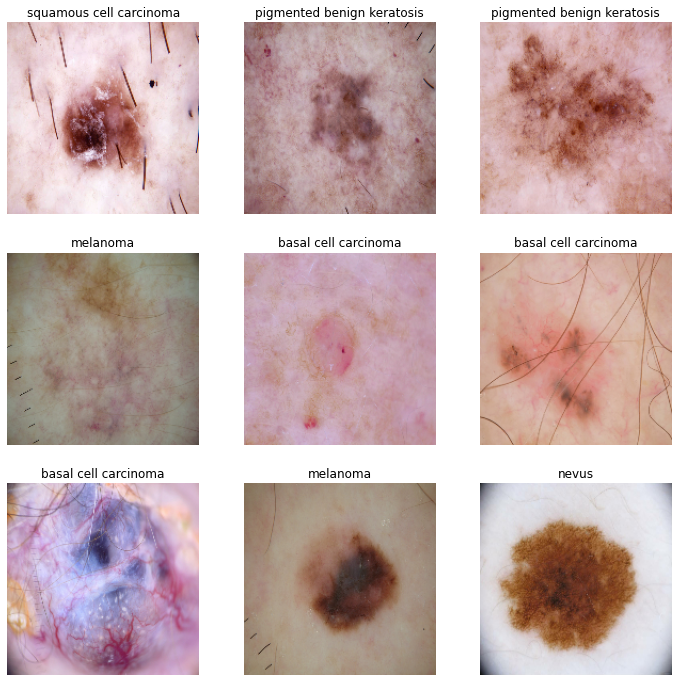 squamous cell carcinoma
pigmented benign keratosis
pigmented benign keratosis
melanoma
basal cell carcinoma
basal cell carcinoma
basal cell carcinoma
melanoma
nevus